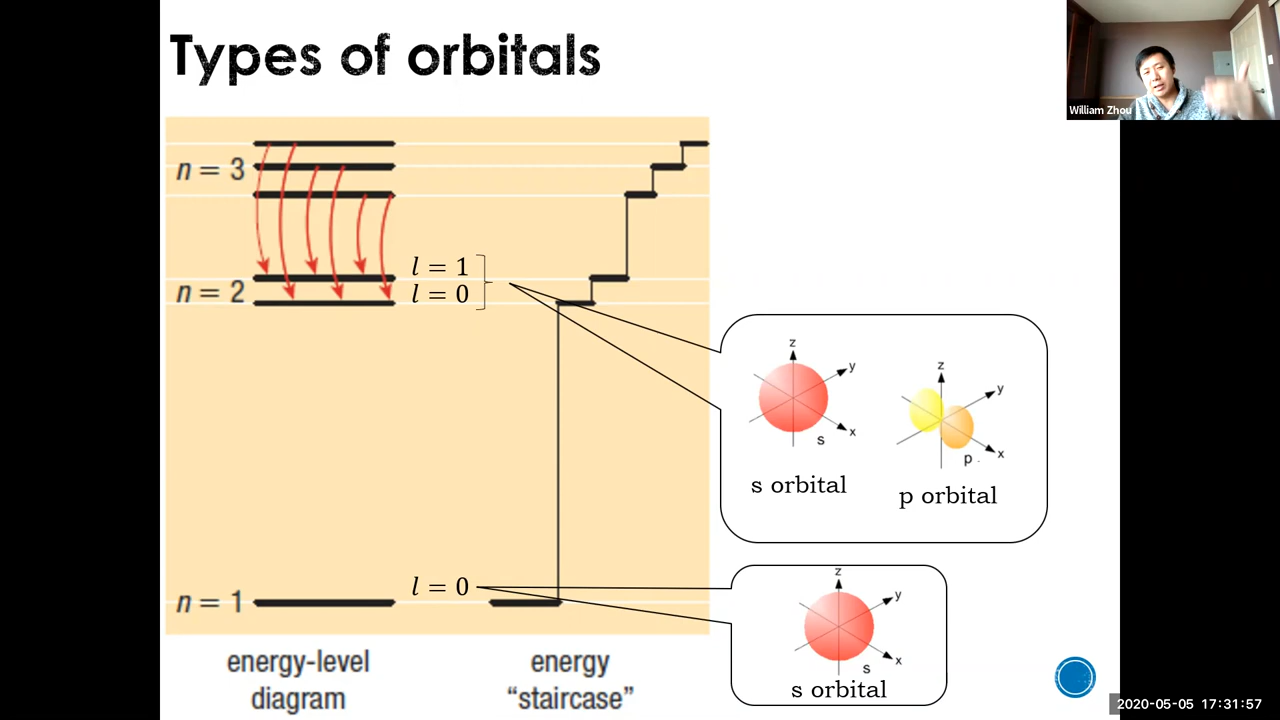 Types of orbitals
William Zhou
n = 3
l = 1
n = 2
l = 0
z
y
x
s
s orbital
z
y
x
p
p orbital
l = 0
n = 1
z
y
x
s
s orbital
energy-level
diagram
energy
“staircase”
2020-05-05 17:31:57